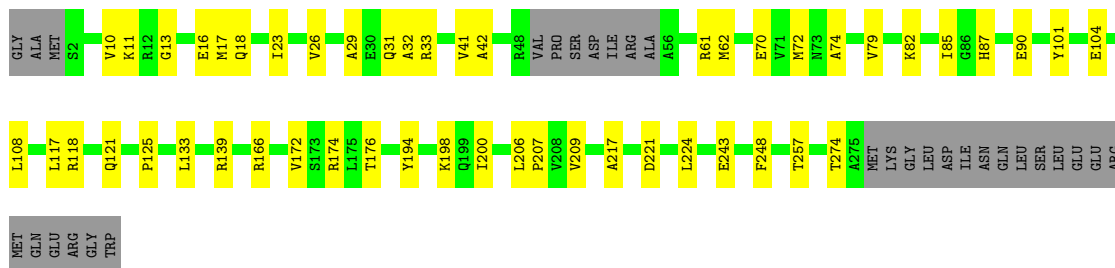 GLY ALA MET S2 V10 K11 R12 G13 E16 M17 Q18 I23 V26 A29 E30 Q31 A32 R33 V41 A42 R48 VAL PRO SER ASP ILE ARG ALA A56 R61 M62 E70 V71 M72 N73 A74 V79 K82 I85 G86 H87 E90 Y101 E104
L108 L117 R118 Q121 P125 L133 R139 R166 V172 S173 R174 L175 T176 Y194 K198 Q199 I200 L206 P207 V208 V209 A217 D221 L224 E243 F248 T257 T274 A275 MET LYS GLY LEU ASP ILE ASN GLN LEU SER LEU GLU GLU ARG
MET GLN GLU ARG GLY TRP